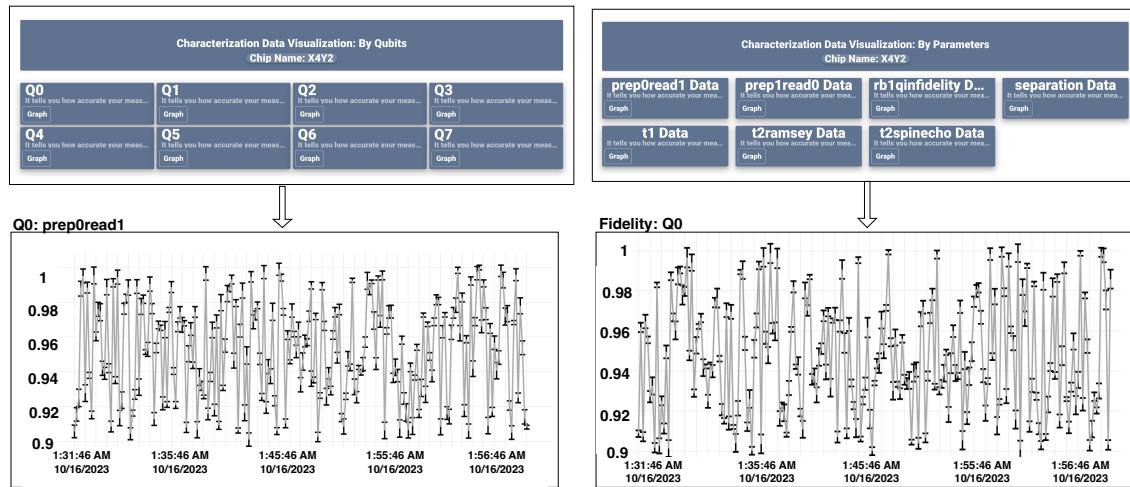 Characterization Data Visualization: By Qubits
Chip Name: X4Y2
Q0
It tells you how accurate your meas...
Graph
Q1
It tells you how accurate your meas...
Graph
Q2
It tells you how accurate your meas...
Graph
Q3
It tells you how accurate your meas...
Graph
Q4
It tells you how accurate your meas...
Graph
Q5
It tells you how accurate your meas...
Graph
Q6
It tells you how accurate your meas...
Graph
Q7
It tells you how accurate your meas...
Graph
Characterization Data Visualization: By Parameters
Chip Name: X4Y2
prep0read1 Data
It tells you how accurate your mea...
Graph
prep1read0 Data
It tells you how accurate your mea...
Graph
rb1qinfidelity D...
It tells you how accurate your mea...
Graph
separation Data
It tells you how accurate your mea...
Graph
t1 Data
It tells you how accurate your mea...
Graph
t2ramsey Data
It tells you how accurate your mea...
Graph
t2spinecho Data
It tells you how accurate your mea...
Graph
Q0: prep0read1
1
0.98
0.96
0.94
0.92
0.9
1:31:46 AM 1:35:46 AM 1:45:46 AM 1:55:46 AM 1:56:46 AM
10/16/2023 10/16/2023 10/16/2023 10/16/2023 10/16/2023
Fidelity: Q0
1
0.98
0.96
0.94
0.92
0.9
1:31:46 AM 1:35:46 AM 1:45:46 AM 1:55:46 AM 1:56:46 AM
10/16/2023 10/16/2023 10/16/2023 10/16/2023 10/16/2023